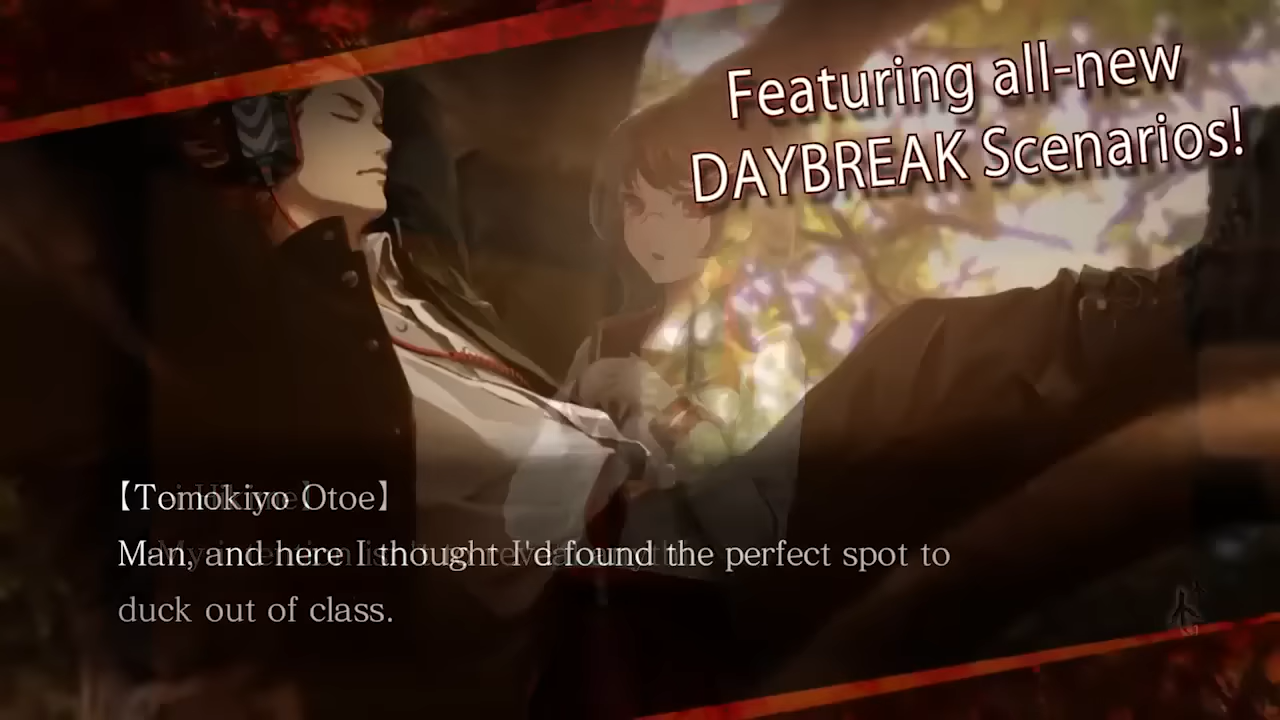 Featuring all-new
DAYBREAK Scenarios!
【Tomokiyo Otoe】
Man, and here I thought I'd found the perfect spot to
duck out of class.